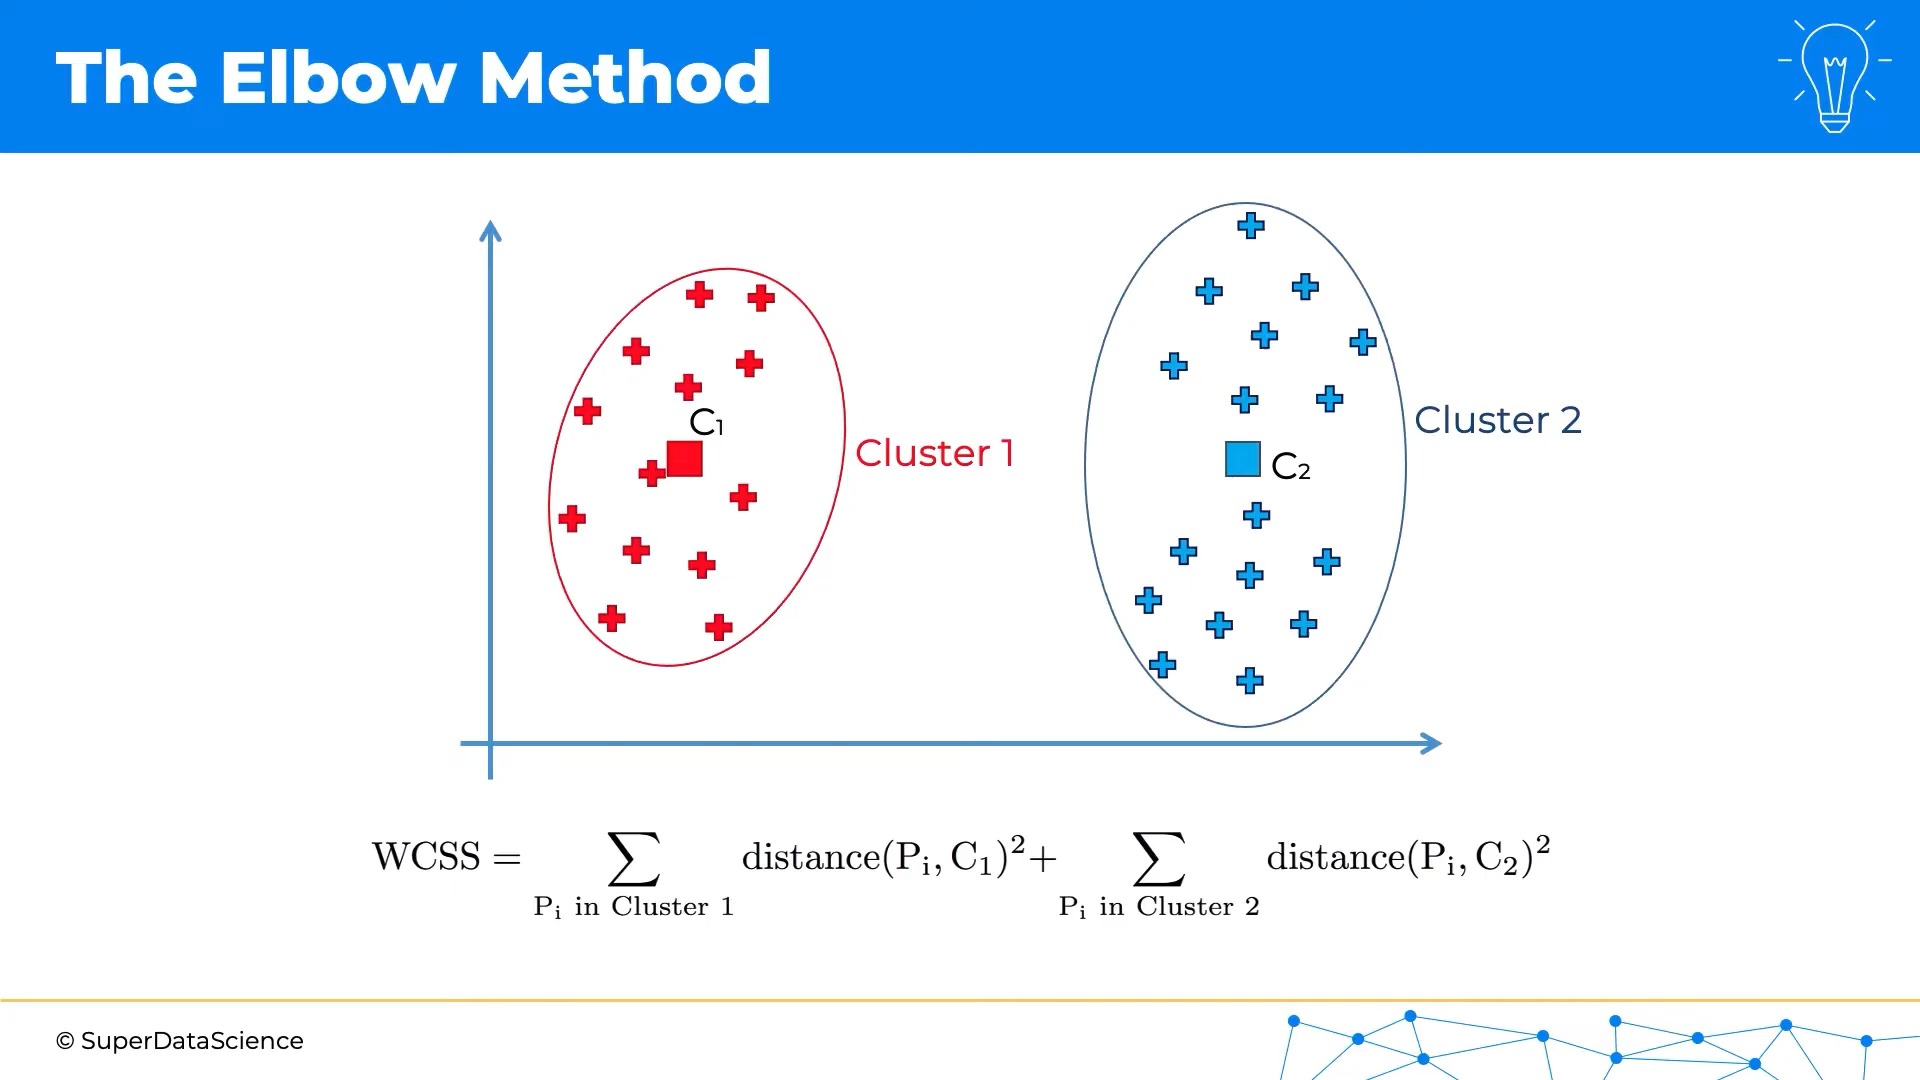 The Elbow Method
C₁
Cluster 1
Cluster 2
C₂
WCSS = ∑ distance(Pᵢ, C₁)² + ∑ distance(Pᵢ, C₂)²
Pᵢ in Cluster 1 Pᵢ in Cluster 2
© SuperDataScience